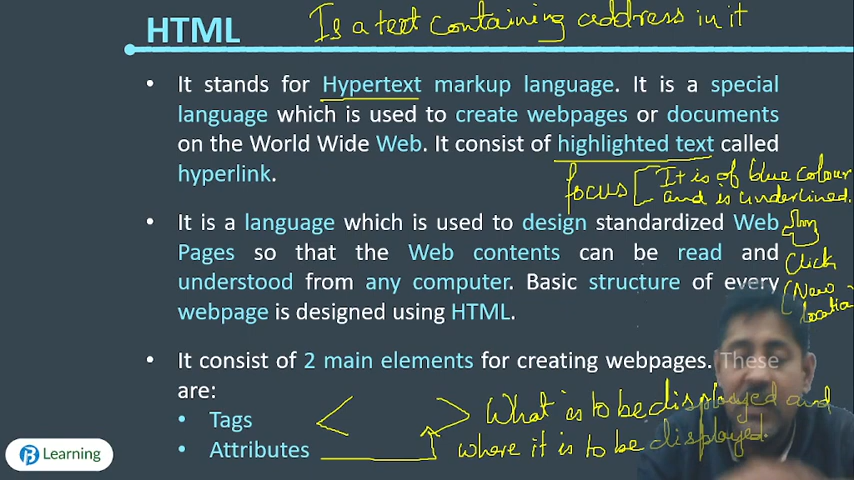 HTML
Is a text containing address in it
• It stands for Hypertext markup language. It is a special
language which is used to create webpages or documents
on the World Wide Web. It consist of highlighted text called
hyperlink.
focus [ It is of blue colour
and is underlined.
• It is a language which is used to design standardized Web
Pages so that the Web contents can be read and
understood from any computer. Basic structure of every
webpage is designed using HTML.
Click
(New
location
• It consist of 2 main elements for creating webpages. These
are:
• Tags < > What is to be displayed and
• Attributes where it is to be displayed.
B Learning